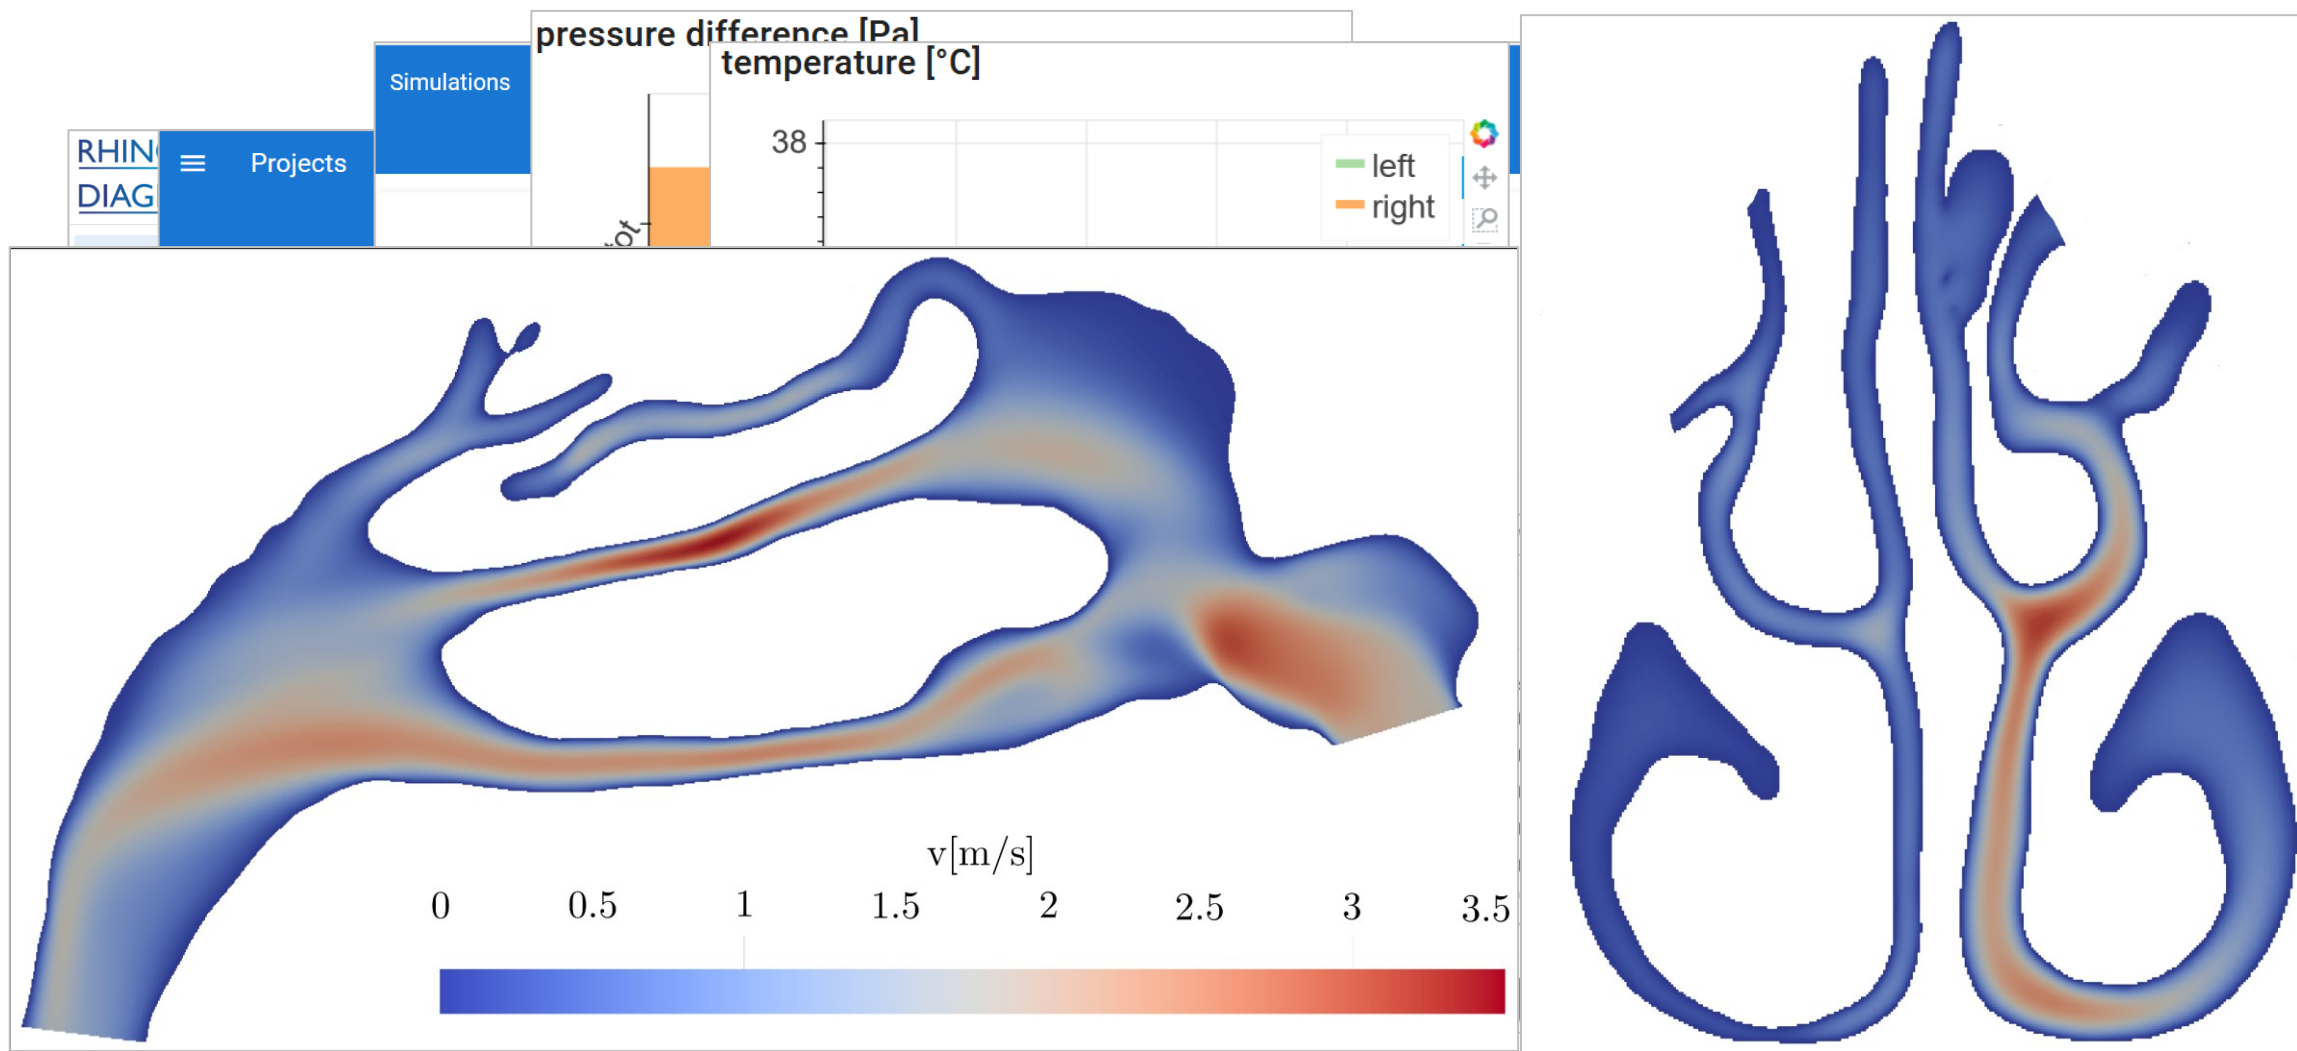 pressure difference [Pa]
temperature [°C]
Simulations
38
left
right
RHIN
DIAG
Projects
tot
v[m/s]
0 0.5 1 1.5 2 2.5 3 3.5